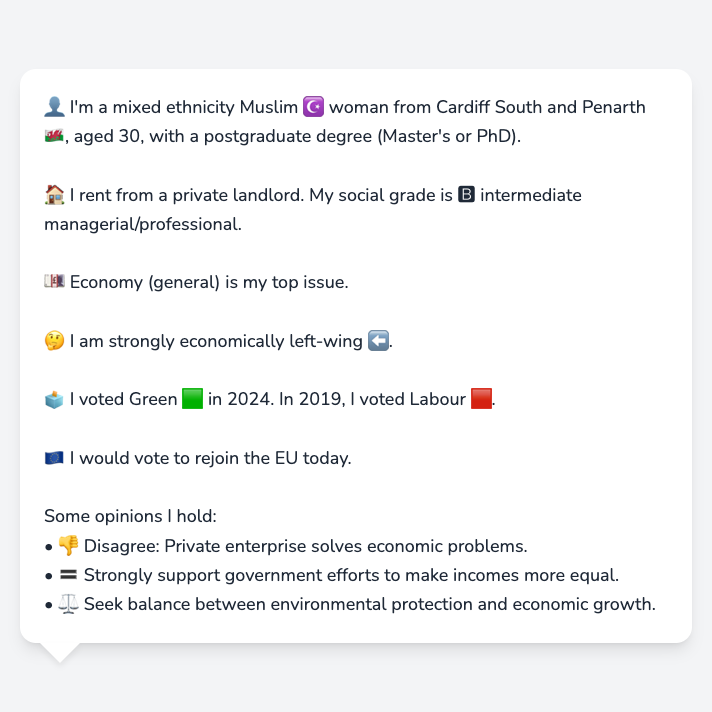 👤 I'm a mixed ethnicity Muslim ☪️ woman from Cardiff South and Penarth
🏴󠁧󠁢󠁷󠁬󠁳󠁿, aged 30, with a postgraduate degree (Master's or PhD).
🏠 I rent from a private landlord. My social grade is 🅱 intermediate
managerial/professional.
💷 Economy (general) is my top issue.
🤔 I am strongly economically left-wing ⬅️.
🗳️ I voted Green 🟩 in 2024. In 2019, I voted Labour 🟥.
🇪🇺 I would vote to rejoin the EU today.
Some opinions I hold:
• 👎 Disagree: Private enterprise solves economic problems.
• 🟰 Strongly support government efforts to make incomes more equal.
• ⚖️ Seek balance between environmental protection and economic growth.